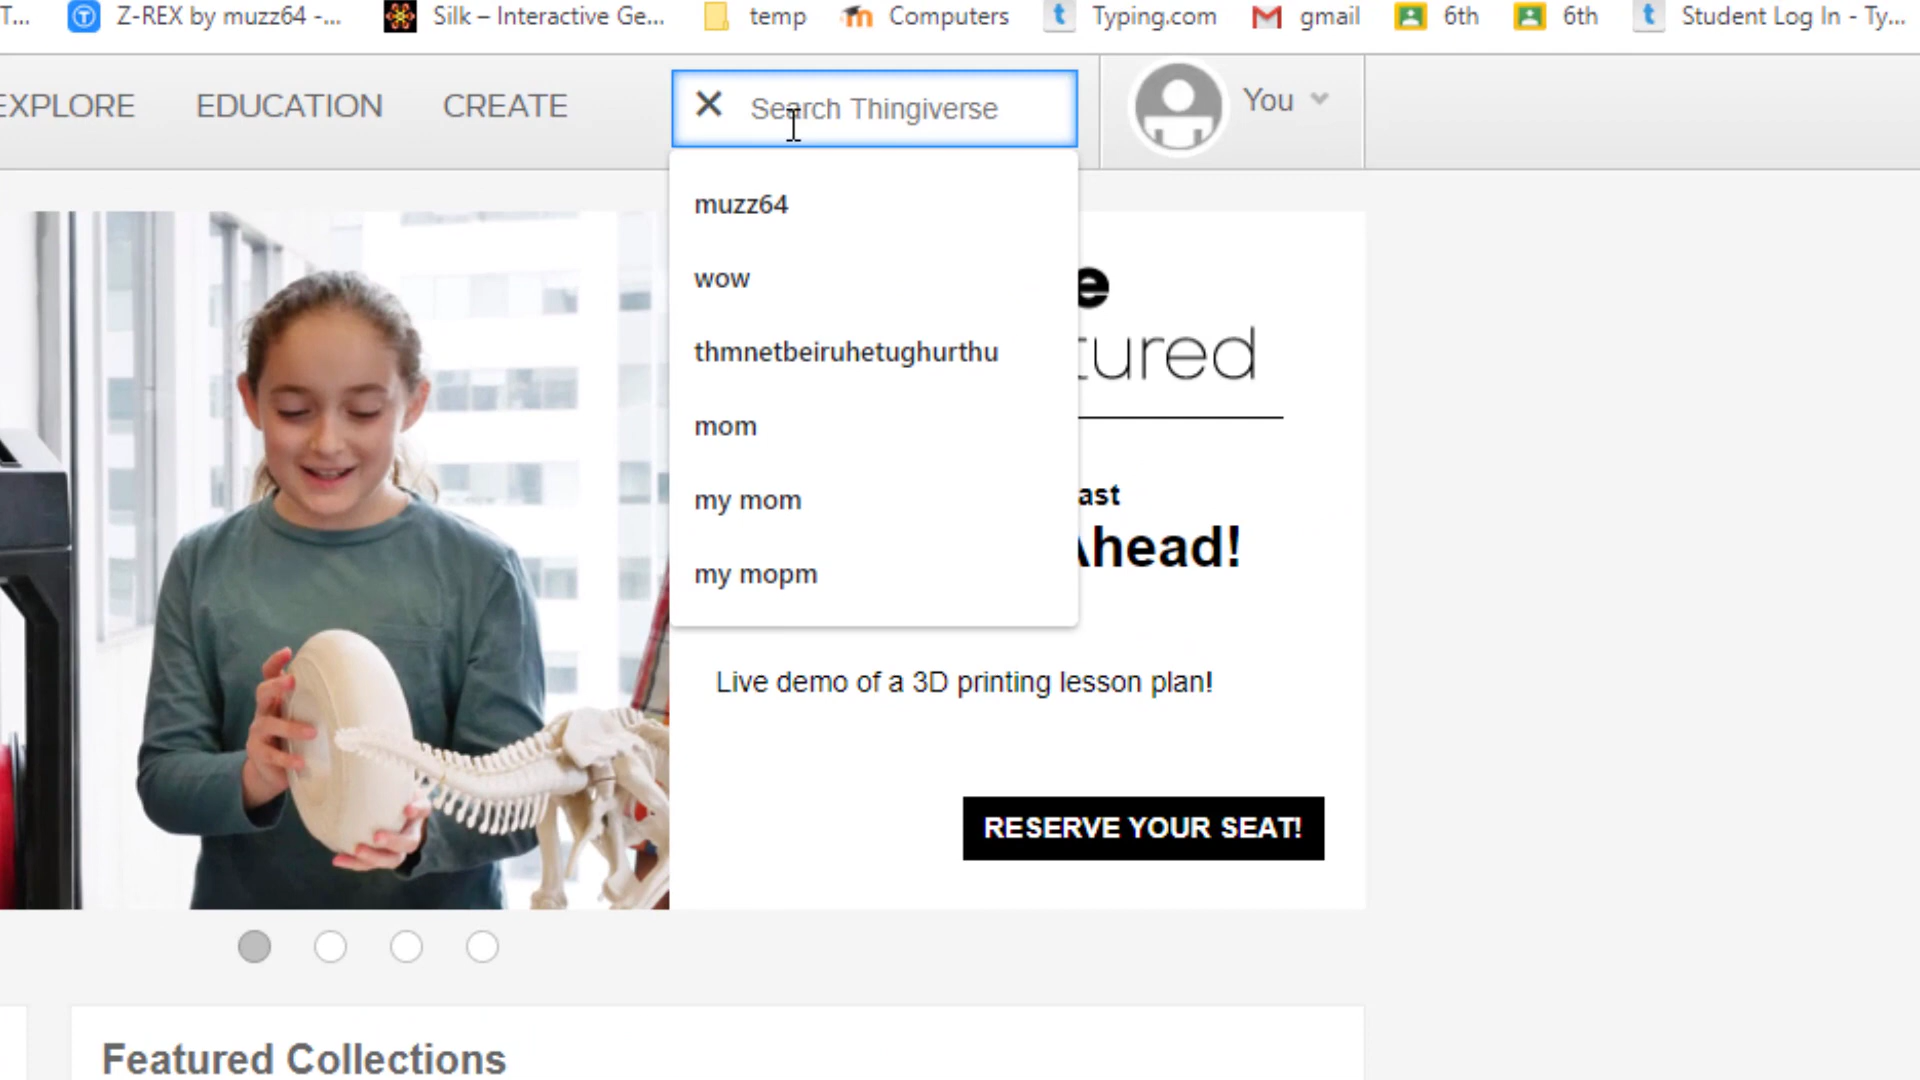 T... Z-REX by muzz64 -... Silk – Interactive Ge... temp Computers Typing.com gmail 6th 6th Student Log In - Ty...
EXPLORE EDUCATION CREATE Search Thingiverse You
muzz64
wow
thmnetbeiruhetughurthu
mom
my mom
my mopm
e
tured
ast
Ahead!
Live demo of a 3D printing lesson plan!
RESERVE YOUR SEAT!
Featured Collections